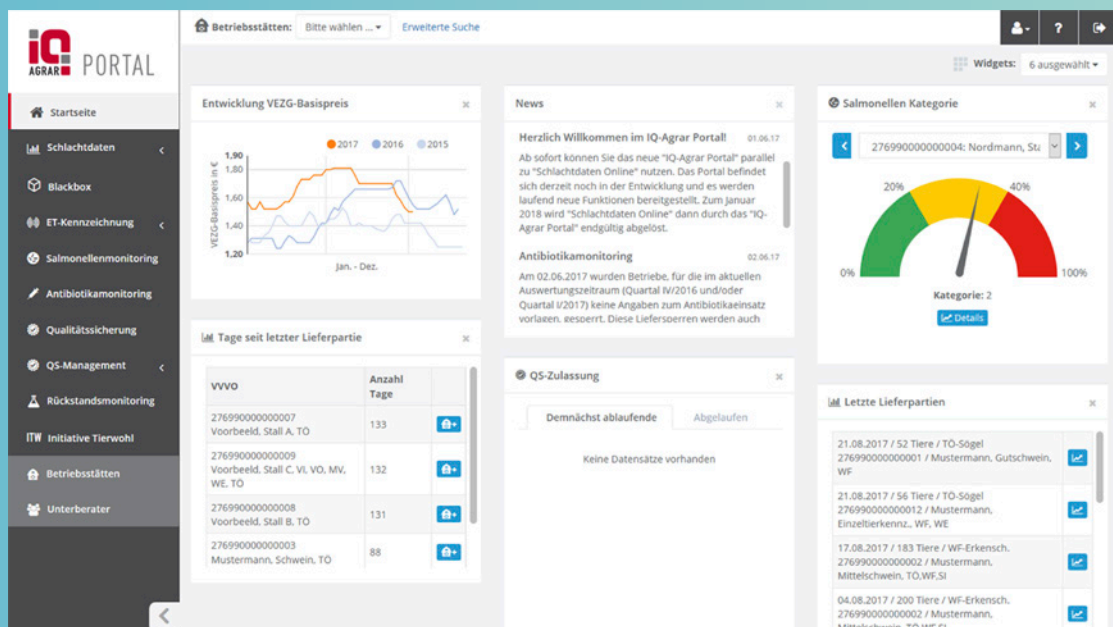 iQ
AGRAR PORTAL
Startseite
Schlachtdaten
Blackbox
ET-Kennzeichnung
Salmonellenmonitoring
Antibiotikamonitoring
Qualitätssicherung
QS-Management
Rückstandsmonitoring
ITW Initiative Tierwohl
Betriebsstätten
Unterberater
Betriebsstätten: Bitte wählen ... Erweiterte Suche
?
Widgets: 6 ausgewählt
Entwicklung VEZG-Basispreis
2017 2016 2015
VEZG-Basispreis in €
1,90
1,80
1,60
1,40
1,20
Jan. - Dez.
Tage seit letzter Lieferpartie
VVVO Anzahl
Tage
276990000000007
Voorbeeld, Stall A, TÖ
133
276990000000009
Voorbeeld, Stall C, VI, VO, MV,
WE, TÖ
132
276990000000008
Voorbeeld, Stall B, TÖ
131
276990000000003
Mustermann, Schwein, TÖ
88
News
Herzlich Willkommen im IQ-Agrar Portal! 01.06.17
Ab sofort können Sie das neue "IQ-Agrar Portal" parallel
zu "Schlachtdaten Online" nutzen. Das Portal befindet
sich derzeit noch in der Entwicklung und es werden
laufend neue Funktionen bereitgestellt. Zum Januar
2018 wird "Schlachtdaten Online" dann durch das "IQ-
Agrar Portal" endgültig abgelöst.
Antibiotikamonitoring 02.06.17
Am 02.06.2017 wurden Betriebe, für die im aktuellen
Auswertungszeitraum (Quartal IV/2016 und/oder
Quartal I/2017) keine Angaben zum Antibiotikaeinsatz
vorlagen, gesperrt. Diese Liefersperren werden auch
QS-Zulassung
Demnächst ablaufende Abgelaufen
Keine Datensätze vorhanden
Salmonellen Kategorie
276990000000004: Nordmann, Sta
20% 40%
0% 100%
Kategorie: 2
Details
Letzte Lieferpartien
21.08.2017 / 52 Tiere / TÖ-Sögel
276990000000001 / Mustermann, Gutschwein,
WF
21.08.2017 / 56 Tiere / TÖ-Sögel
276990000000012 / Mustermann,
Einzeltierkennz., WF, WE
17.08.2017 / 183 Tiere / WF-Erkensch.
276990000000002 / Mustermann,
Mittelschwein, TÖ,WF,SI
04.08.2017 / 200 Tiere / WF-Erkensch.
276990000000002 / Mustermann,
Mittelschwein, TÖ,WF,SI